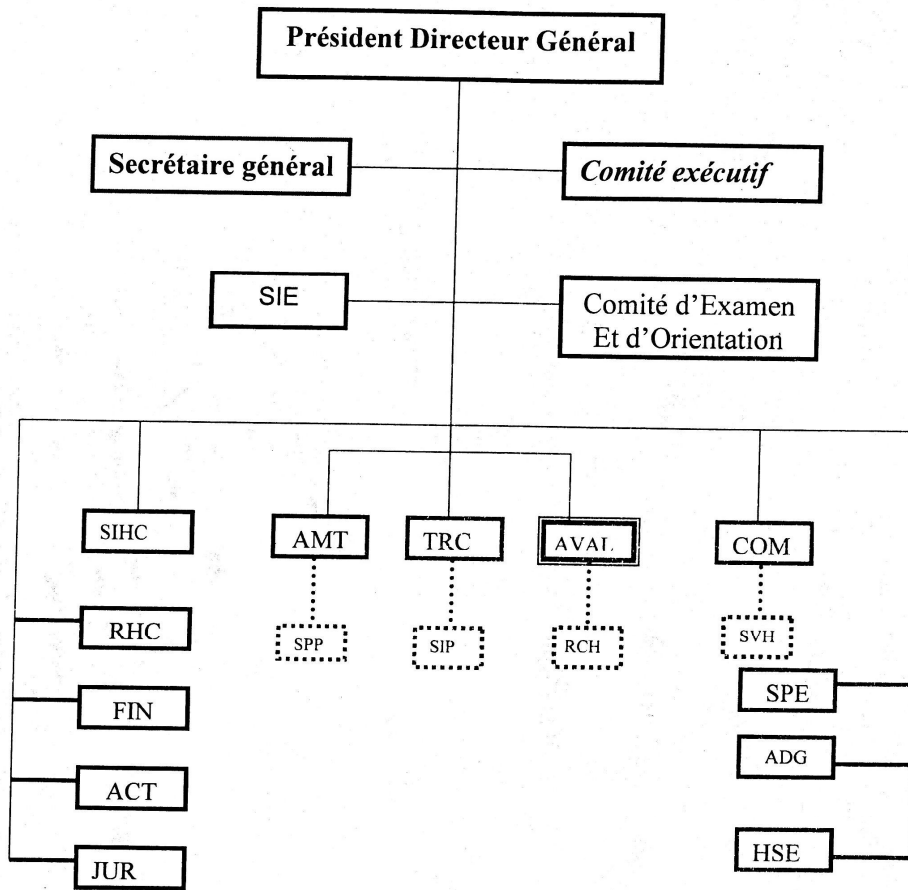 Président Directeur Général
Secrétaire général
Comité exécutif
SIE
Comité d'Examen
Et d'Orientation
SIHC
AMT
TRC
AVAL
COM
RHC
SPP
SIP
RCH
SVH
FIN
SPE
ACT
ADG
JUR
HSE